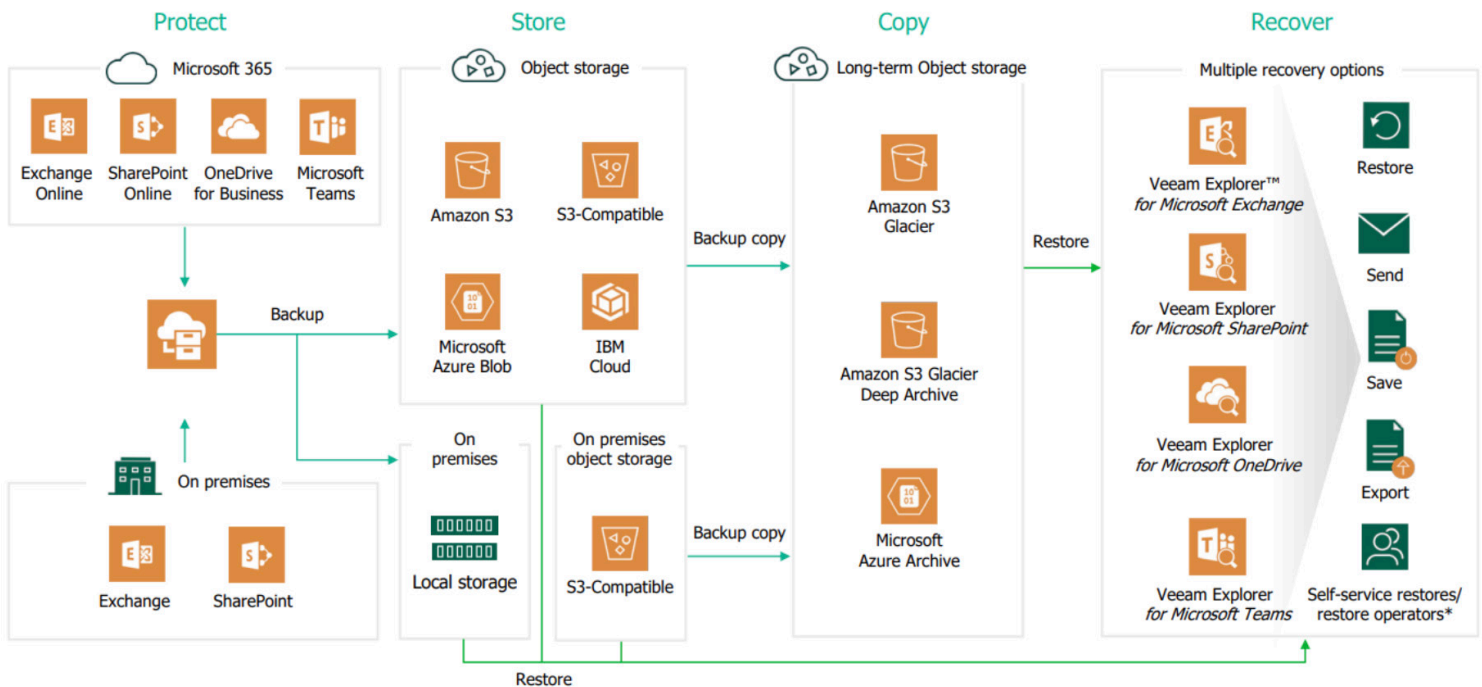 Protect
Store
Copy
Recover
Microsoft 365
Exchange
Online
SharePoint
Online
OneDrive
for Business
Microsoft
Teams
Backup
On premises
Exchange
SharePoint
Object storage
Amazon S3
S3-Compatible
Microsoft
Azure Blob
IBM
Cloud
On
premises
Local storage
On premises
object storage
S3-Compatible
Backup copy
Backup copy
Long-term Object storage
Amazon S3
Glacier
Amazon S3 Glacier
Deep Archive
Microsoft
Azure Archive
Restore
Multiple recovery options
Veeam Explorer™
for Microsoft Exchange
Veeam Explorer
for Microsoft SharePoint
Veeam Explorer
for Microsoft OneDrive
Veeam Explorer
for Microsoft Teams
Restore
Send
Save
Export
Self-service restores/
restore operators*
Restore